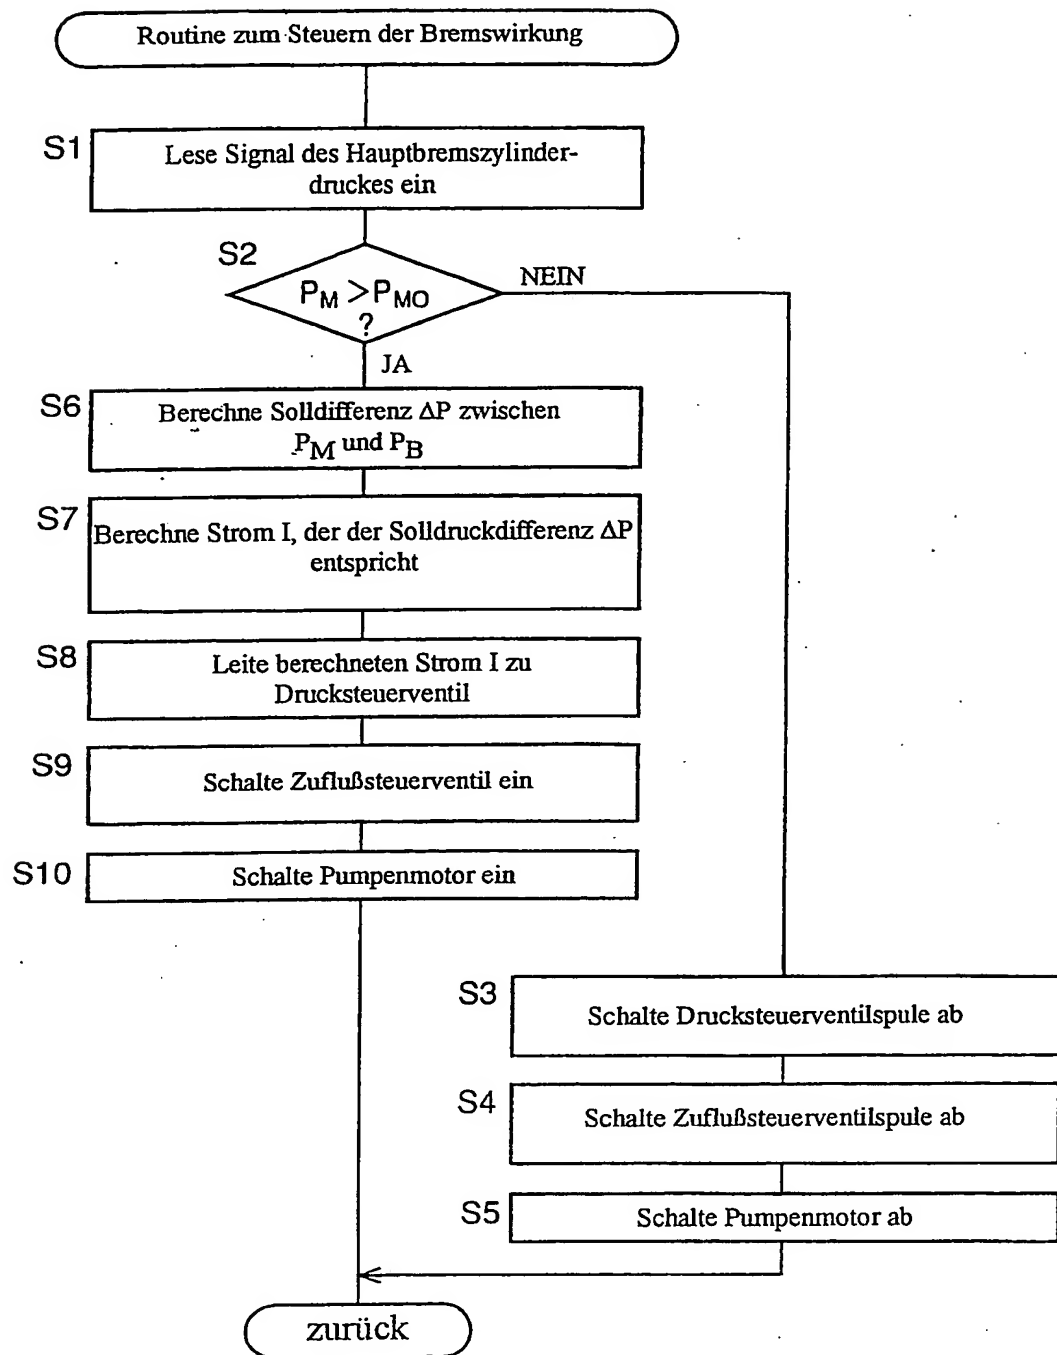 Routine zum Steuern der Bremswirkung
S1
Lese Signal des Hauptbremszylinder-
druckes ein
S2
PM > PMO
?
NEIN
JA
S6
Berechne Solldifferenz ΔP zwischen
PM und PB
S7
Berechne Strom I, der der Solldruckdifferenz ΔP
entspricht
S8
Leite berechneten Strom I zu
Drucksteuerventil
S9
Schalte Zuflußsteuerventil ein
S10
Schalte Pumpenmotor ein
S3
Schalte Drucksteuerventilspule ab
S4
Schalte Zuflußsteuerventilspule ab
S5
Schalte Pumpenmotor ab
zurück